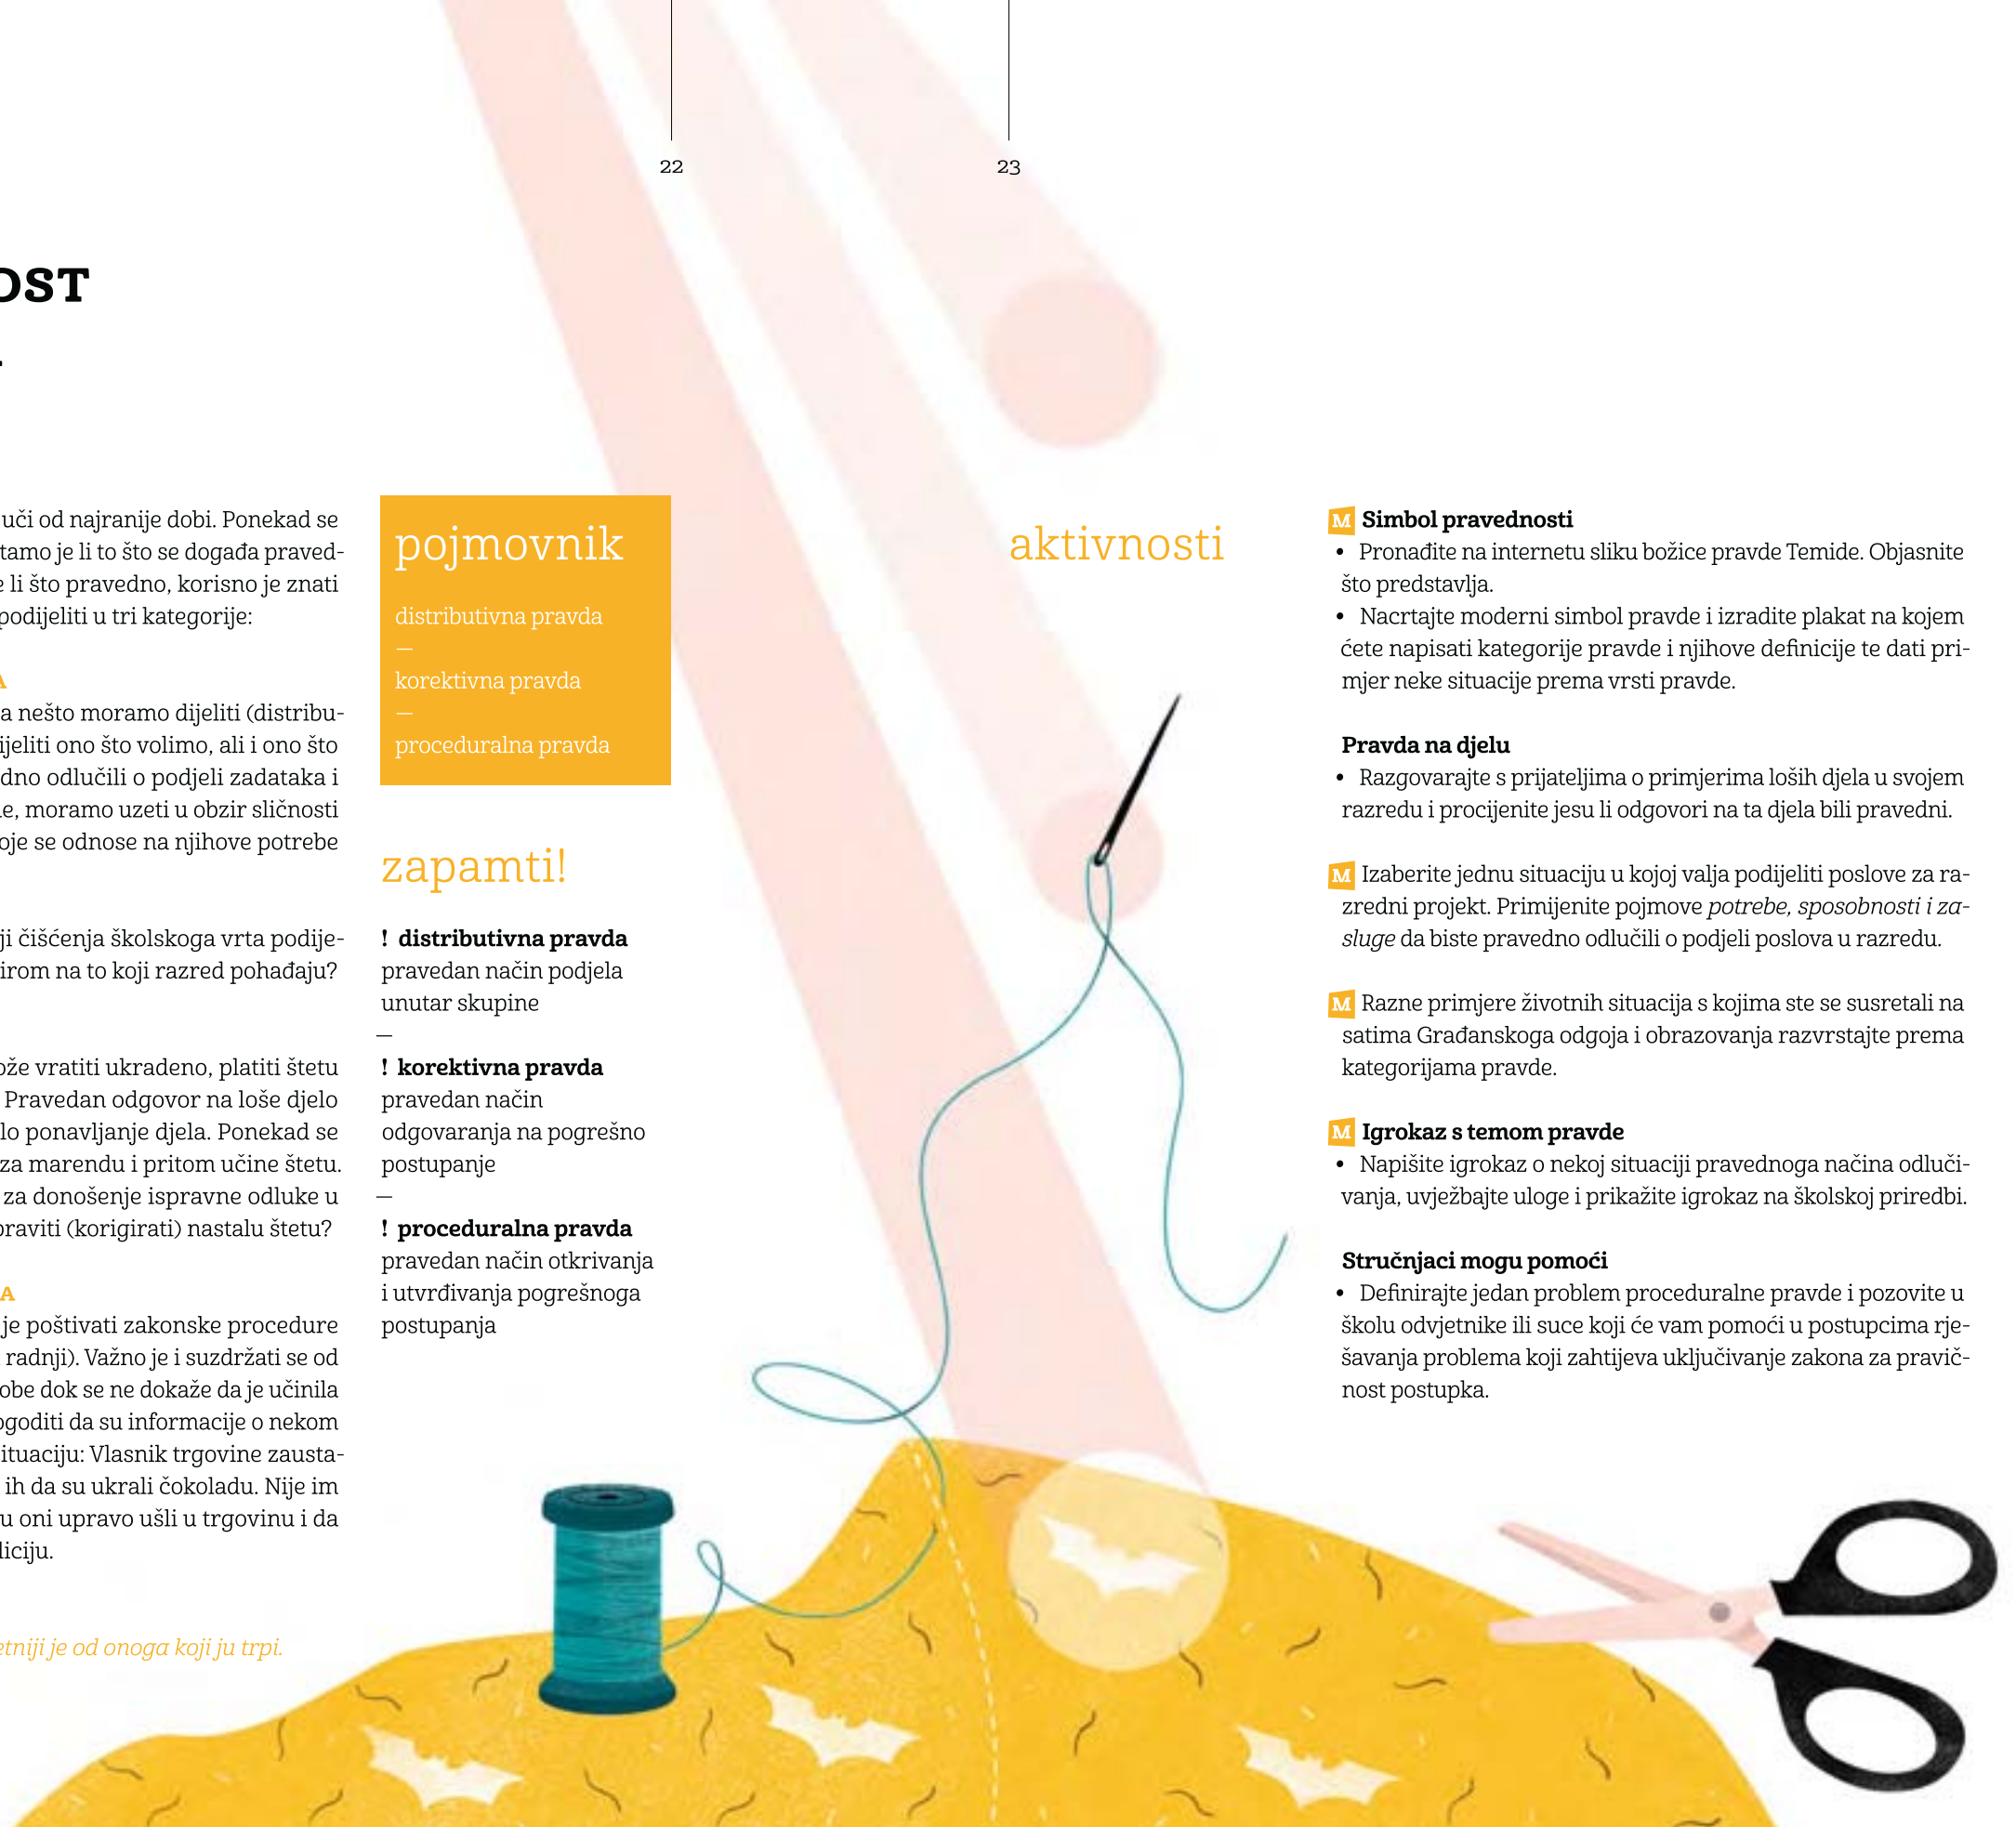 22
23
OST
uči od najranije dobi. Ponekad se
tamo je li to što se događa praved-
li što pravedno, korisno je znati
podijeliti u tri kategorije:
A
a nešto moramo dijeliti (distribu-
ijeliti ono što volimo, ali i ono što
dno odlučili o podjeli zadataka i
e, moramo uzeti u obzir sličnosti
oje se odnose na njihove potrebe
ji čišćenja školskoga vrta podije-
irom na to koji razred pohađaju?
ože vratiti ukradeno, platiti štetu
Pravedan odgovor na loše djelo
lo ponavljanje djela. Ponekad se
za marendu i pritom učine štetu.
za donošenje ispravne odluke u
praviti (korigirati) nastalu štetu?
A
je poštivati zakonske procedure
radnji). Važno je i suzdržati se od
obe dok se ne dokaže da je učinila
ogoditi da su informacije o nekom
ituaciju: Vlasnik trgovine zausta-
ih da su ukrali čokoladu. Nije im
u oni upravo ušli u trgovinu i da
liciju.
etniji je od onoga koji ju trpi.
pojmovnik
distributivna pravda
—
korektivna pravda
—
proceduralna pravda
zapamti!
! distributivna pravda
pravedan način podjela
unutar skupine
—
! korektivna pravda
pravedan način
odgovaranja na pogrešno
postupanje
—
! proceduralna pravda
pravedan način otkrivanja
i utvrđivanja pogrešnoga
postupanja
aktivnosti
M Simbol pravednosti
• Pronađite na internetu sliku božice pravde Temide. Objasnite
što predstavlja.
• Nacrtajte moderni simbol pravde i izradite plakat na kojem
ćete napisati kategorije pravde i njihove definicije te dati pri-
mjer neke situacije prema vrsti pravde.
Pravda na djelu
• Razgovarajte s prijateljima o primjerima loših djela u svojem
razredu i procijenite jesu li odgovori na ta djela bili pravedni.
M Izaberite jednu situaciju u kojoj valja podijeliti poslove za ra-
zredni projekt. Primijenite pojmove potrebe, sposobnosti i za-
sluge da biste pravedno odlučili o podjeli poslova u razredu.
M Razne primjere životnih situacija s kojima ste se susretali na
satima Građanskoga odgoja i obrazovanja razvrstajte prema
kategorijama pravde.
M Igrokaz s temom pravde
• Napišite igrokaz o nekoj situaciji pravednoga načina odluči-
vanja, uvježbajte uloge i prikažite igrokaz na školskoj priredbi.
Stručnjaci mogu pomoći
• Definirajte jedan problem proceduralne pravde i pozovite u
školu odvjetnike ili suce koji će vam pomoći u postupcima rje-
šavanja problema koji zahtijeva uključivanje zakona za pravič-
nost postupka.